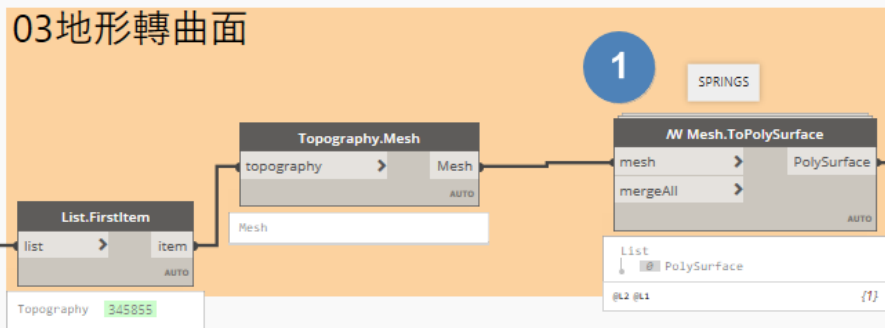 03地形轉曲面
1
SPRINGS
Topography.Mesh
topography > Mesh
AUTO
Mesh
Mesh.ToPolySurface
mesh > PolySurface
mergeAll >
AUTO
List.FirstItem
list > item
AUTO
Topography 345855
List
0 PolySurface
@L2 @L1 {1}